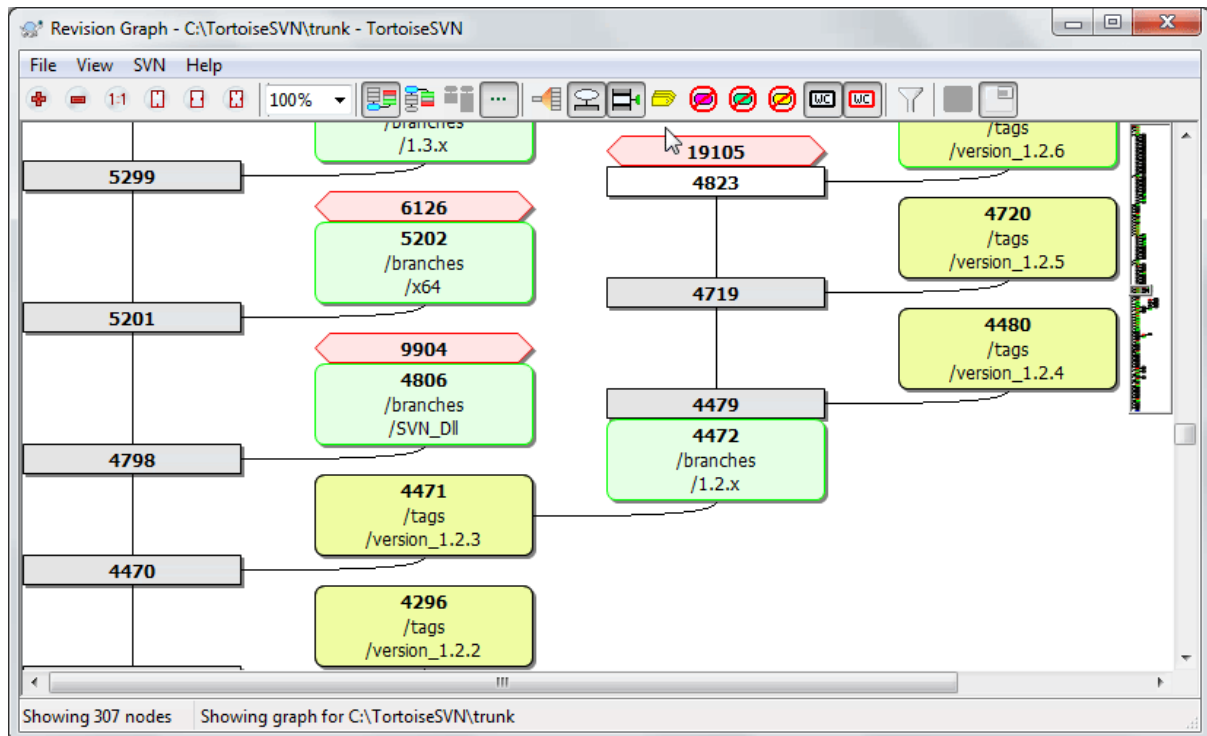 Revision Graph - C:\TortoiseSVN\trunk - TortoiseSVN
File View SVN Help
1:1 100% ... WC WC
/branches
/1.3.x
5299
6126
5202
/branches
/x64
5201
9904
4806
/branches
/SVN_Dll
4798
4471
/tags
/version_1.2.3
4470
4296
/tags
/version_1.2.2
19105
4823
4719
4479
4472
/branches
/1.2.x
/tags
/version_1.2.6
4720
/tags
/version_1.2.5
4480
/tags
/version_1.2.4
Showing 307 nodes Showing graph for C:\TortoiseSVN\trunk